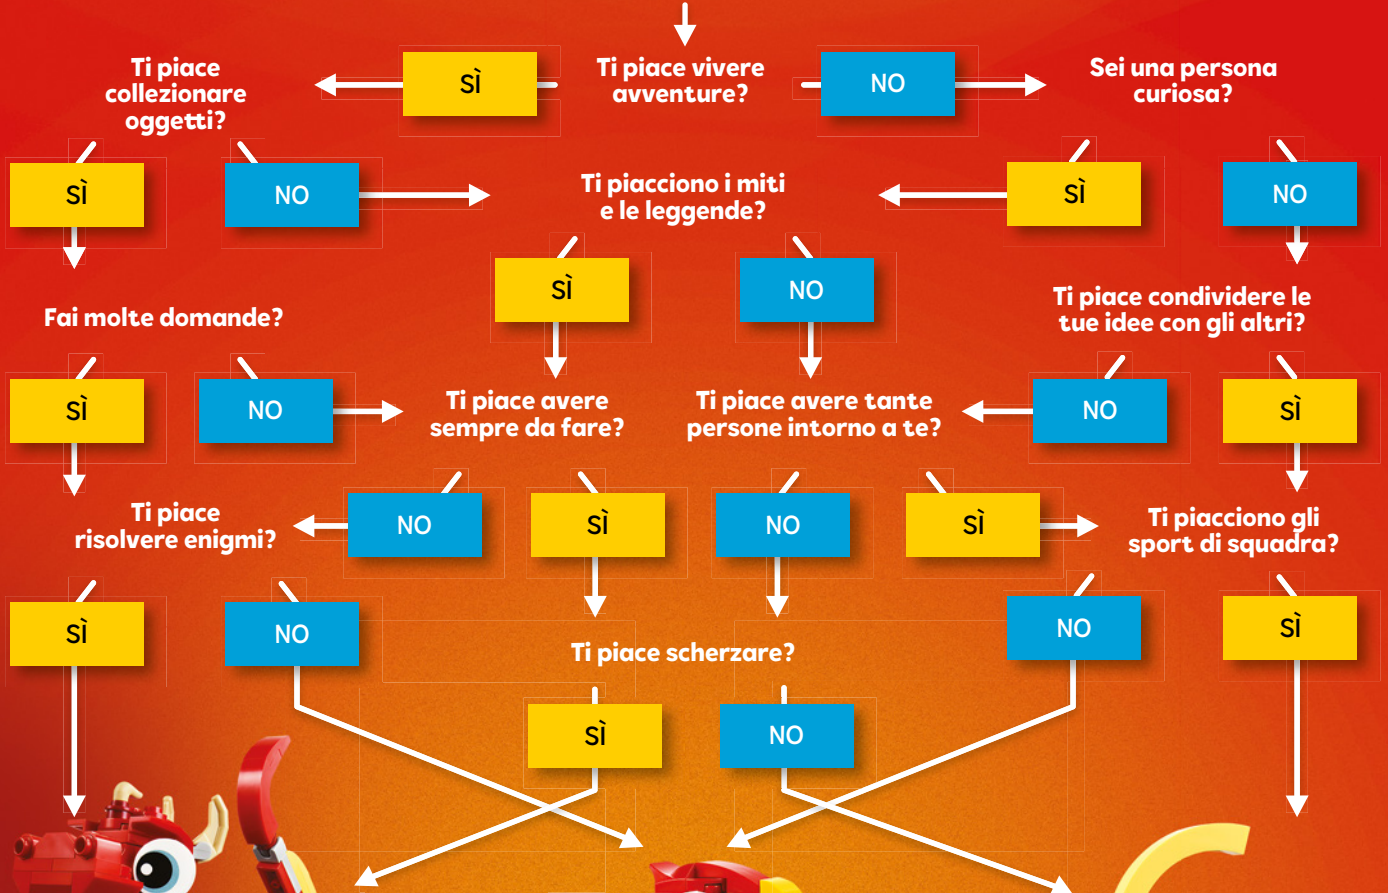 Ti piace
collezionare
oggetti?
SÌ
Ti piace vivere
avventure?
NO
Sei una persona
curiosa?
SÌ
NO
Ti piacciono i miti
e le leggende?
SÌ
NO
SÌ
NO
Fai molte domande?
Ti piace condividere le
tue idee con gli altri?
SÌ
NO
Ti piace avere
sempre da fare?
Ti piace avere tante
persone intorno a te?
NO
SÌ
Ti piace
risolvere enigmi?
NO
SÌ
NO
SÌ
Ti piacciono gli
sport di squadra?
SÌ
NO
Ti piace scherzare?
NO
SÌ
SÌ
NO